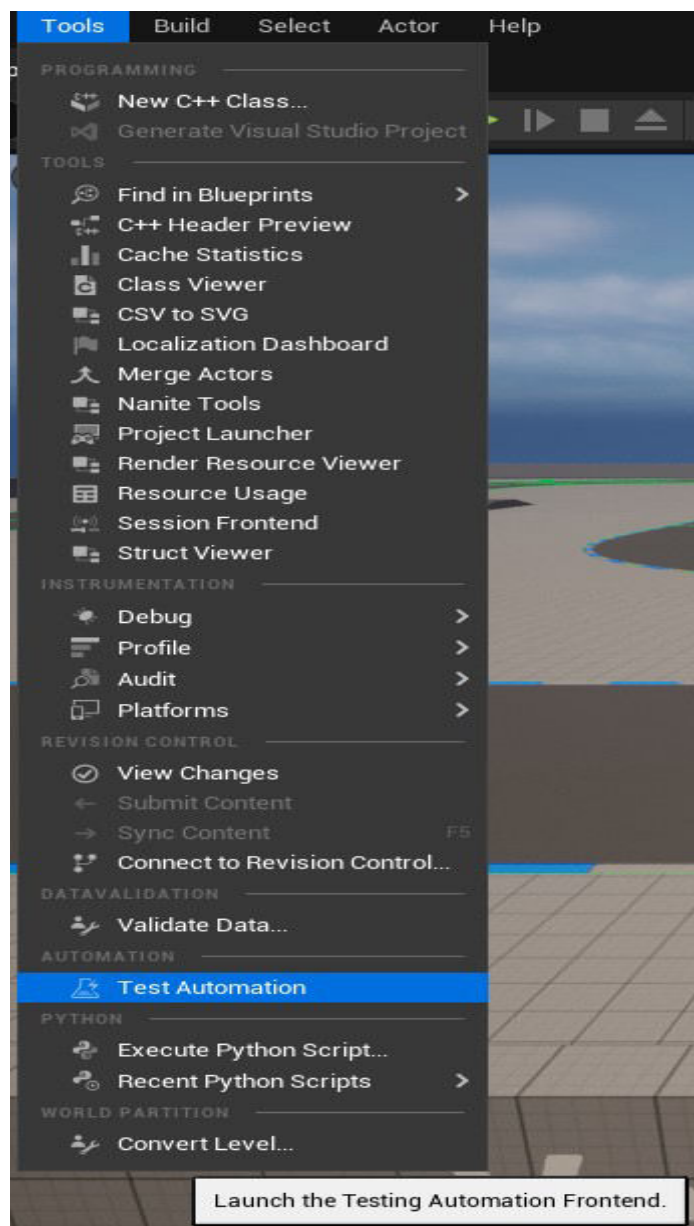 Tools Build Select Actor Help
PROGRAMMING
New C++ Class...
Generate Visual Studio Project
TOOLS
Find in Blueprints
C++ Header Preview
Cache Statistics
Class Viewer
CSV to SVG
Localization Dashboard
Merge Actors
Nanite Tools
Project Launcher
Render Resource Viewer
Resource Usage
Session Frontend
Struct Viewer
INSTRUMENTATION
Debug
Profile
Audit
Platforms
REVISION CONTROL
View Changes
Submit Content
Sync Content F5
Connect to Revision Control...
DATAVALIDATION
Validate Data...
AUTOMATION
Test Automation
PYTHON
Execute Python Script...
Recent Python Scripts
WORLD PARTITION
Convert Level...
Launch the Testing Automation Frontend.